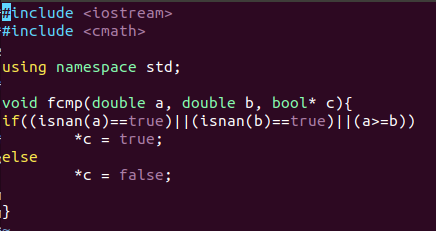 #include <iostream>
#include <cmath>
using namespace std;
void fcmp(double a, double b, bool* c){
if((isnan(a)==true)||(isnan(b)==true)||(a>=b))
*c = true;
else
*c = false;
}